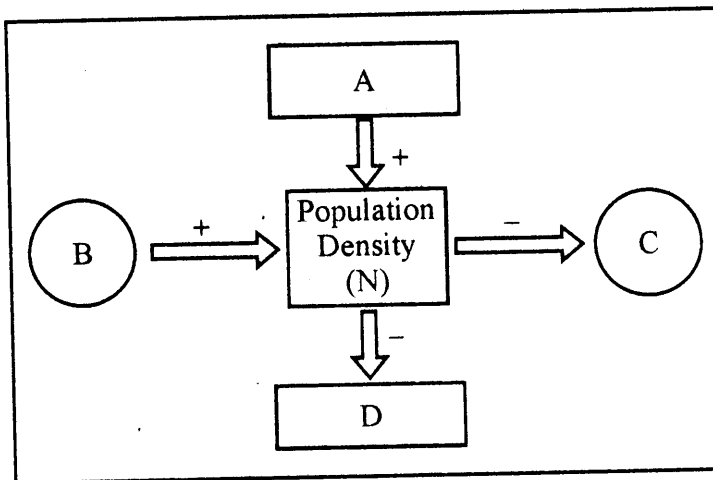 A
+
B
+
Population
Density
(N)
–
C
–
D